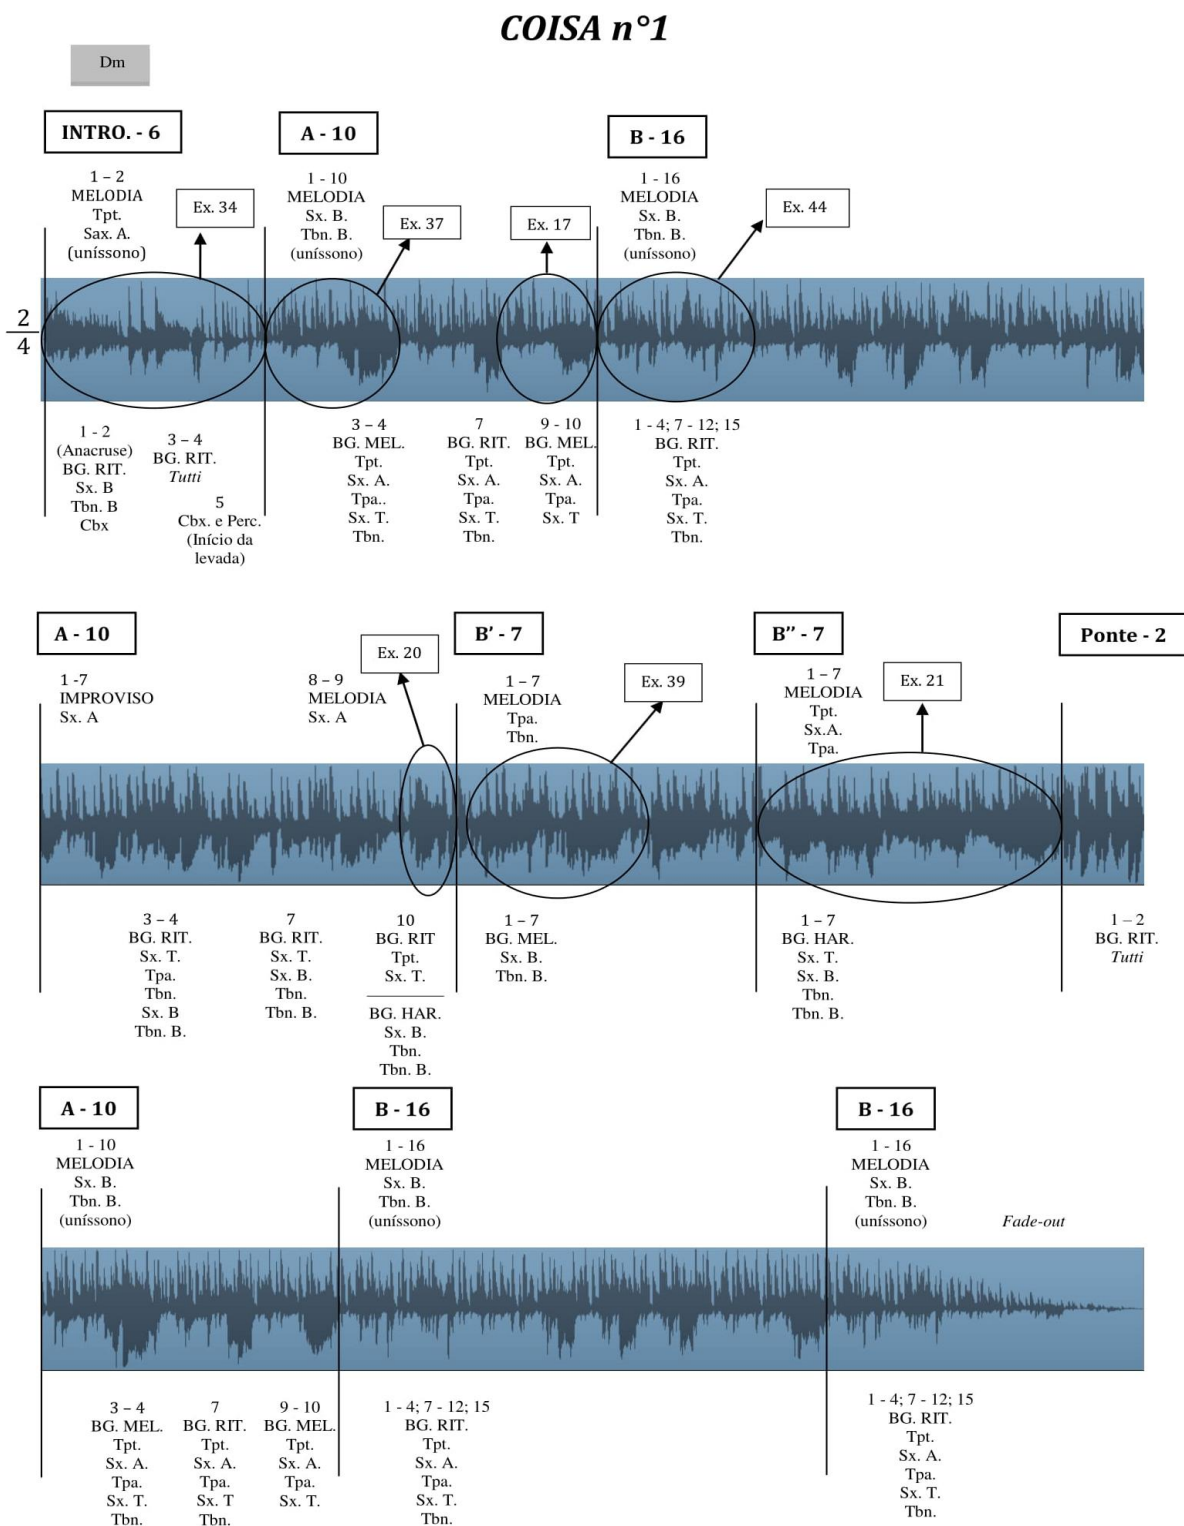 COISA n°1
Dm
INTRO. - 6
A - 10
B - 16
1 – 2
MELODIA
Tpt.
Sax. A.
(uníssono)
Ex. 34
1 - 10
MELODIA
Sx. B.
Tbn. B.
(uníssono)
Ex. 37
Ex. 17
1 - 16
MELODIA
Sx. B.
Tbn. B.
(uníssono)
Ex. 44
2
4
1 - 2
(Anacruse)
BG. RIT.
Sx. B
Tbn. B
Cbx
3 – 4
BG. RIT.
Tutti
5
Cbx. e Perc.
(Início da
levada)
3 – 4
BG. MEL.
Tpt.
Sx. A.
Tpa..
Sx. T.
Tbn.
7
BG. RIT.
Tpt.
Sx. A.
Tpa.
Sx. T.
Tbn.
9 - 10
BG. MEL.
Tpt.
Sx. A.
Tpa.
Sx. T
1 - 4; 7 - 12; 15
BG. RIT.
Tpt.
Sx. A.
Tpa.
Sx. T.
Tbn.
A - 10
B' - 7
B'' - 7
Ponte - 2
1 -7
IMPROVISO
Sx. A
8 – 9
MELODIA
Sx. A
Ex. 20
1 – 7
MELODIA
Tpa.
Tbn.
Ex. 39
1 – 7
MELODIA
Tpt.
Sx.A.
Tpa.
Ex. 21
3 – 4
BG. RIT.
Sx. T.
Tpa.
Tbn.
Sx. B
Tbn. B.
7
BG. RIT.
Sx. T.
Sx. B.
Tbn.
Tbn. B.
10
BG. RIT
Tpt.
Sx. T.
BG. HAR.
Sx. B.
Tbn.
Tbn. B.
1 – 7
BG. MEL.
Sx. B.
Tbn. B.
1 – 7
BG. HAR.
Sx. T.
Sx. B.
Tbn.
Tbn. B.
1 – 2
BG. RIT.
Tutti
A - 10
B - 16
B - 16
1 - 10
MELODIA
Sx. B.
Tbn. B.
(uníssono)
1 - 16
MELODIA
Sx. B.
Tbn. B.
(uníssono)
1 - 16
MELODIA
Sx. B.
Tbn. B.
(uníssono)
Fade-out
3 – 4
BG. MEL.
Tpt.
Sx. A.
Tpa.
Sx. T.
Tbn.
7
BG. RIT.
Tpt.
Sx. A.
Tpa.
Sx. T
Tbn.
9 - 10
BG. MEL.
Tpt.
Sx. A.
Tpa.
Sx. T.
1 - 4; 7 - 12; 15
BG. RIT.
Tpt.
Sx. A.
Tpa.
Sx. T.
Tbn.
1 - 4; 7 - 12; 15
BG. RIT.
Tpt.
Sx. A.
Tpa.
Sx. T.
Tbn.